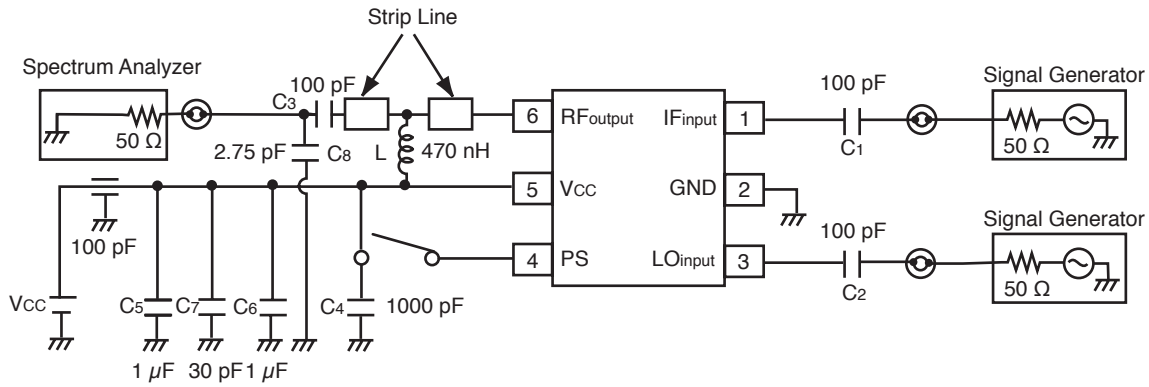 Strip Line
Spectrum Analyzer
100 pF
C3
50 Ω
2.75 pF
C8
L
470 nH
6
RFoutput
IFinput
1
100 pF
C1
Signal Generator
50 Ω
5
VCC
GND
2
100 pF
4
PS
LOinput
3
100 pF
C2
Signal Generator
50 Ω
VCC
C5
C7
C6
C4
1000 pF
1 µF
30 pF
1 µF